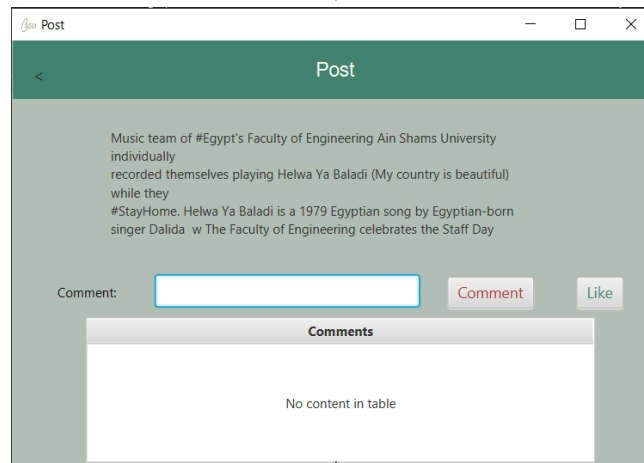 Post
<
Post
Music team of #Egypt's Faculty of Engineering Ain Shams University
individually
recorded themselves playing Helwa Ya Baladi (My country is beautiful)
while they
#StayHome. Helwa Ya Baladi is a 1979 Egyptian song by Egyptian-born
singer Dalida  w The Faculty of Engineering celebrates the Staff Day
Comment:
Comment
Like
Comments
No content in table